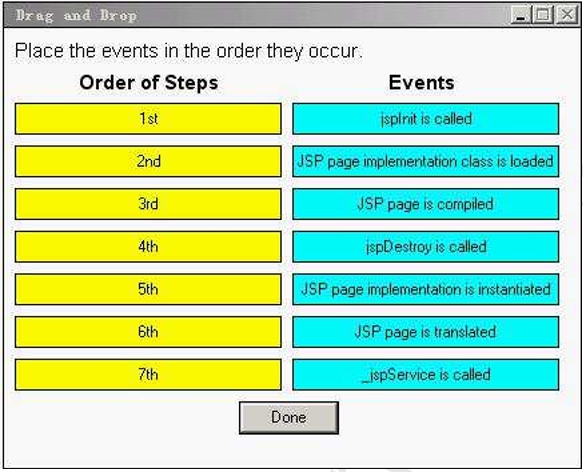 Drag and Drop
Place the events in the order they occur.
Order of Steps Events
1st jspInit is called
2nd JSP page implementation class is loaded
3rd JSP page is compiled
4th jspDestroy is called
5th JSP page implementation is instantiated
6th JSP page is translated
7th _jspService is called
Done